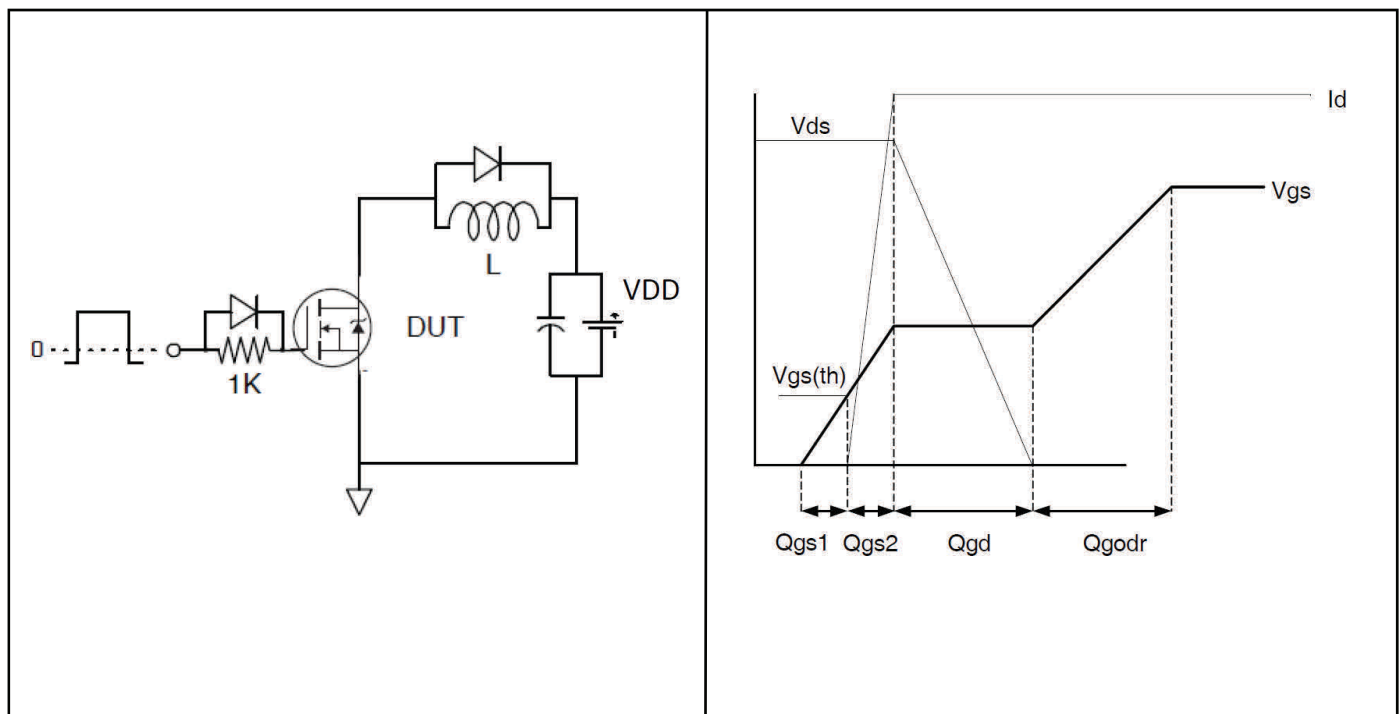 L
VDD
DUT
0
1K
Id
Vds
Vgs
Vgs(th)
Qgs1 Qgs2 Qgd Qgodr